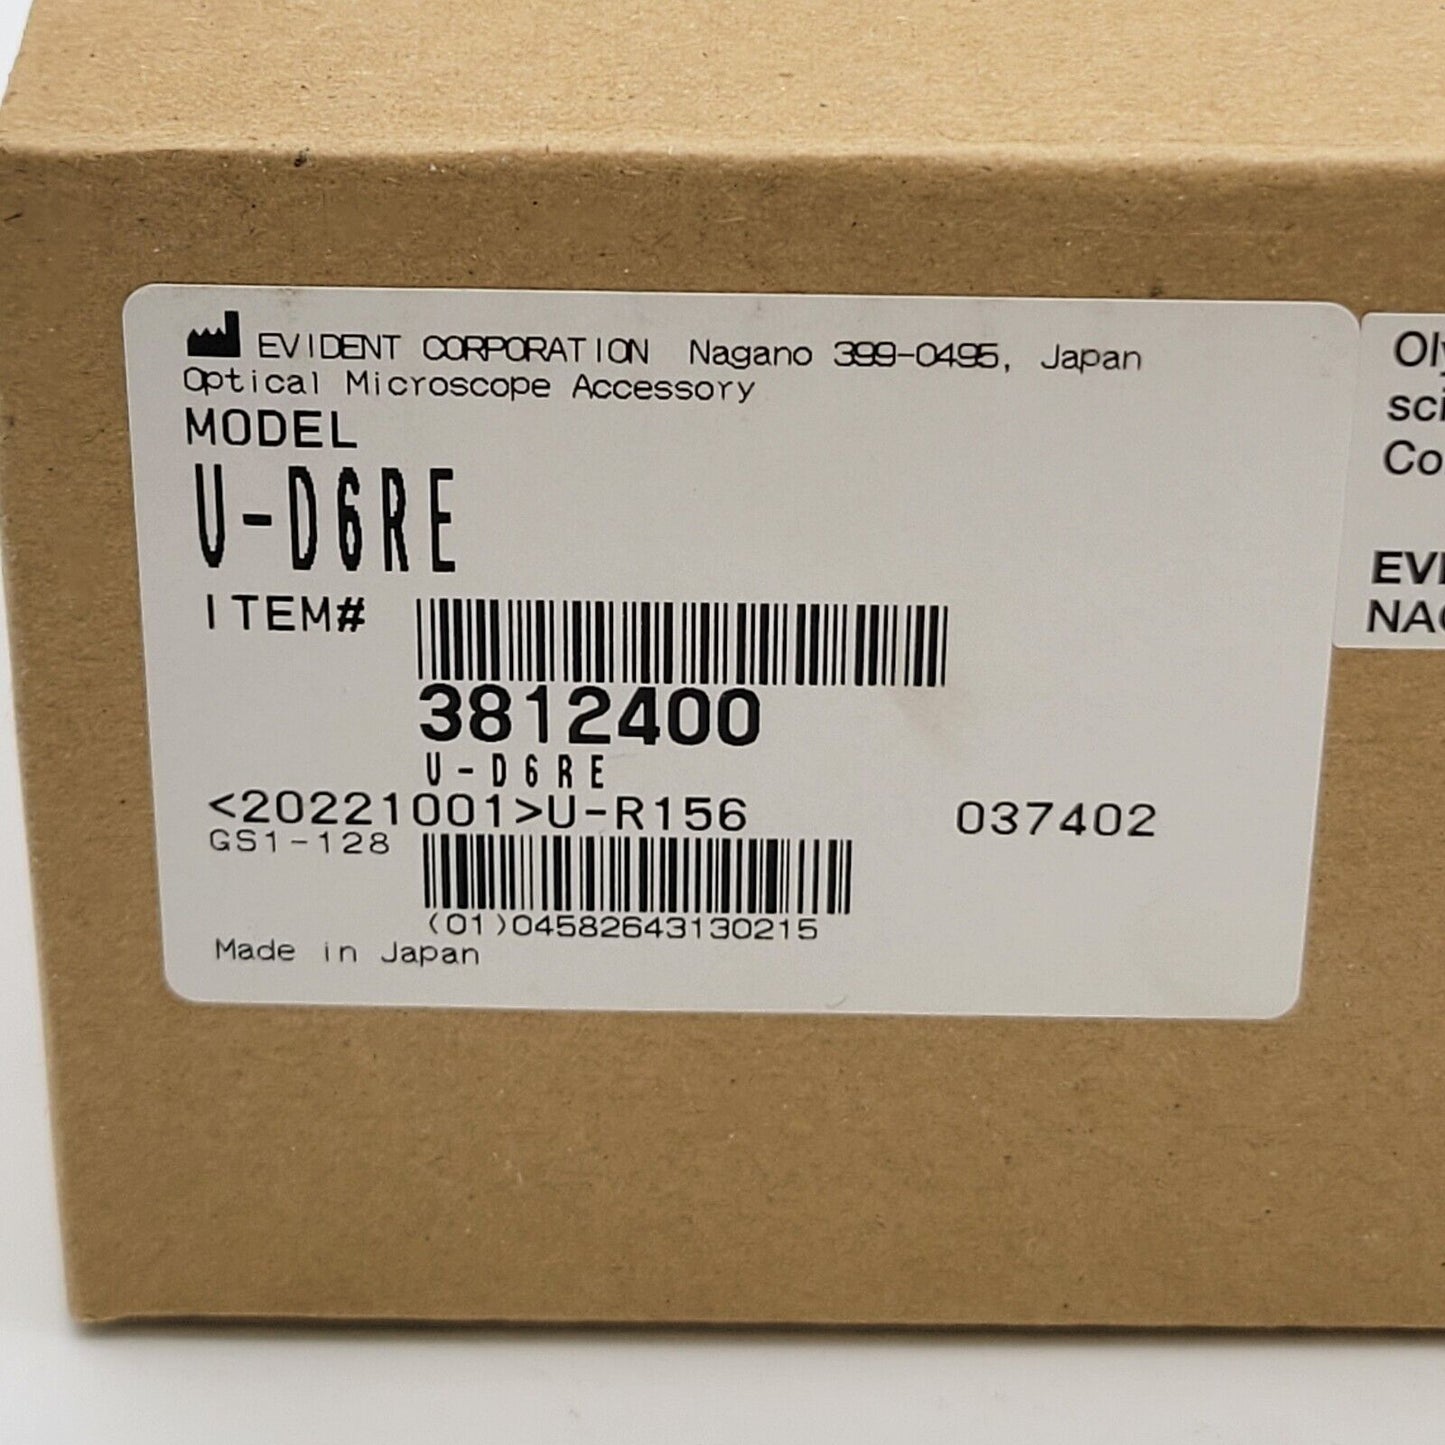 EVIDENT CORPORATION Nagano 399-0495, Japan
Optical Microscope Accessory
MODEL
U-D6RE
ITEM#
3812400
U-D6RE
<20221001>U-R156 037402
GS1-128
(01)04582643130215
Made in Japan